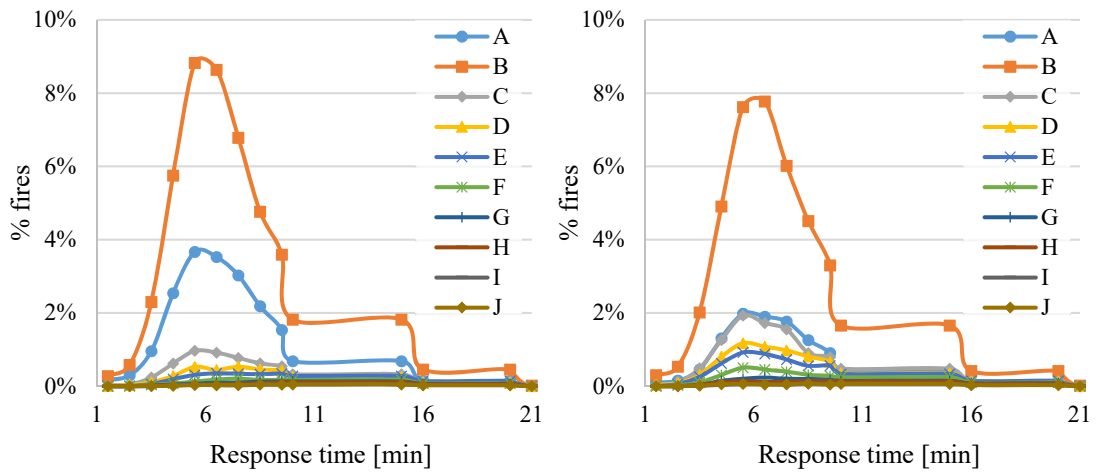 10%
8%
6%
4%
2%
0%
% fires
1
6
11
16
21
Response time [min]
A
B
C
D
E
F
G
H
I
J
10%
8%
6%
4%
2%
0%
% fires
1
6
11
16
21
Response time [min]
A
B
C
D
E
F
G
H
I
J